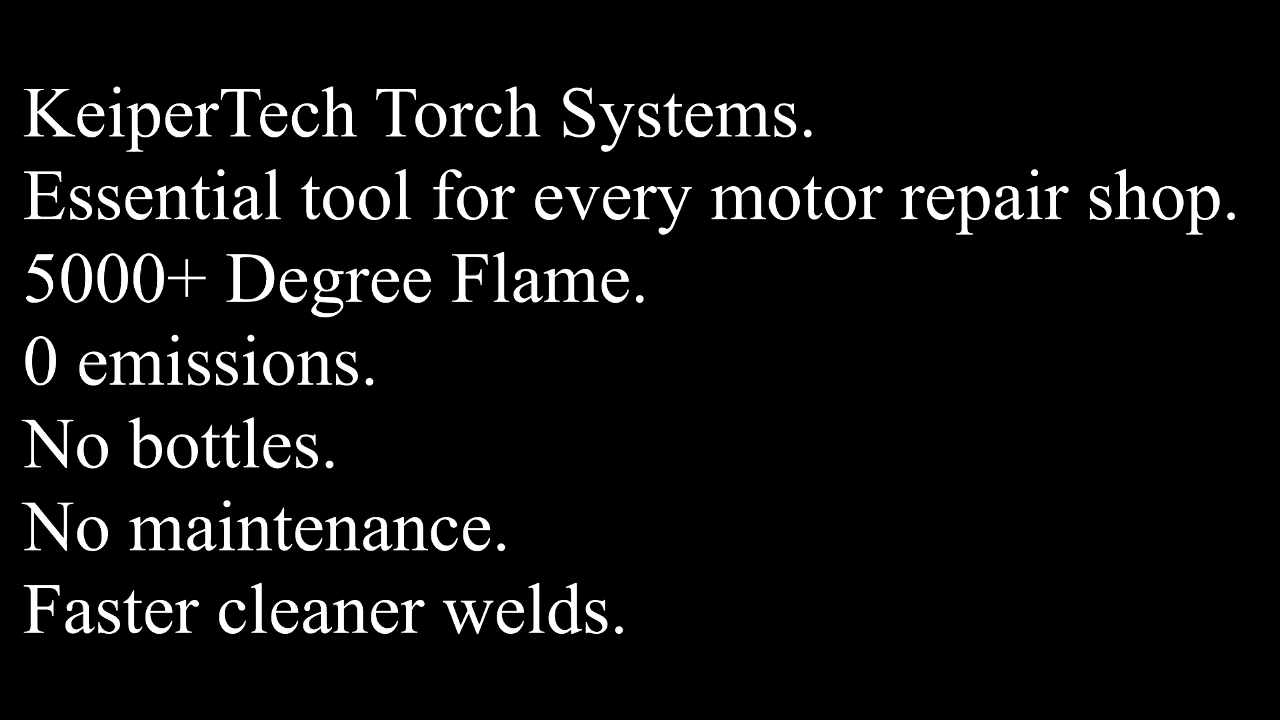 KeiperTech Torch Systems.
Essential tool for every motor repair shop.
5000+ Degree Flame.
0 emissions.
No bottles.
No maintenance.
Faster cleaner welds.